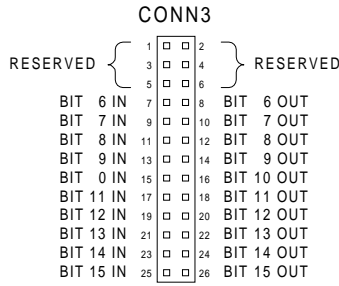 CONN3
1 2
RESERVED 3 4 RESERVED
5 6
BIT 6 IN 7 8 BIT 6 OUT
BIT 7 IN 9 10 BIT 7 OUT
BIT 8 IN 11 12 BIT 8 OUT
BIT 9 IN 13 14 BIT 9 OUT
BIT 0 IN 15 16 BIT 10 OUT
BIT 11 IN 17 18 BIT 11 OUT
BIT 12 IN 19 20 BIT 12 OUT
BIT 13 IN 21 22 BIT 13 OUT
BIT 14 IN 23 24 BIT 14 OUT
BIT 15 IN 25 26 BIT 15 OUT